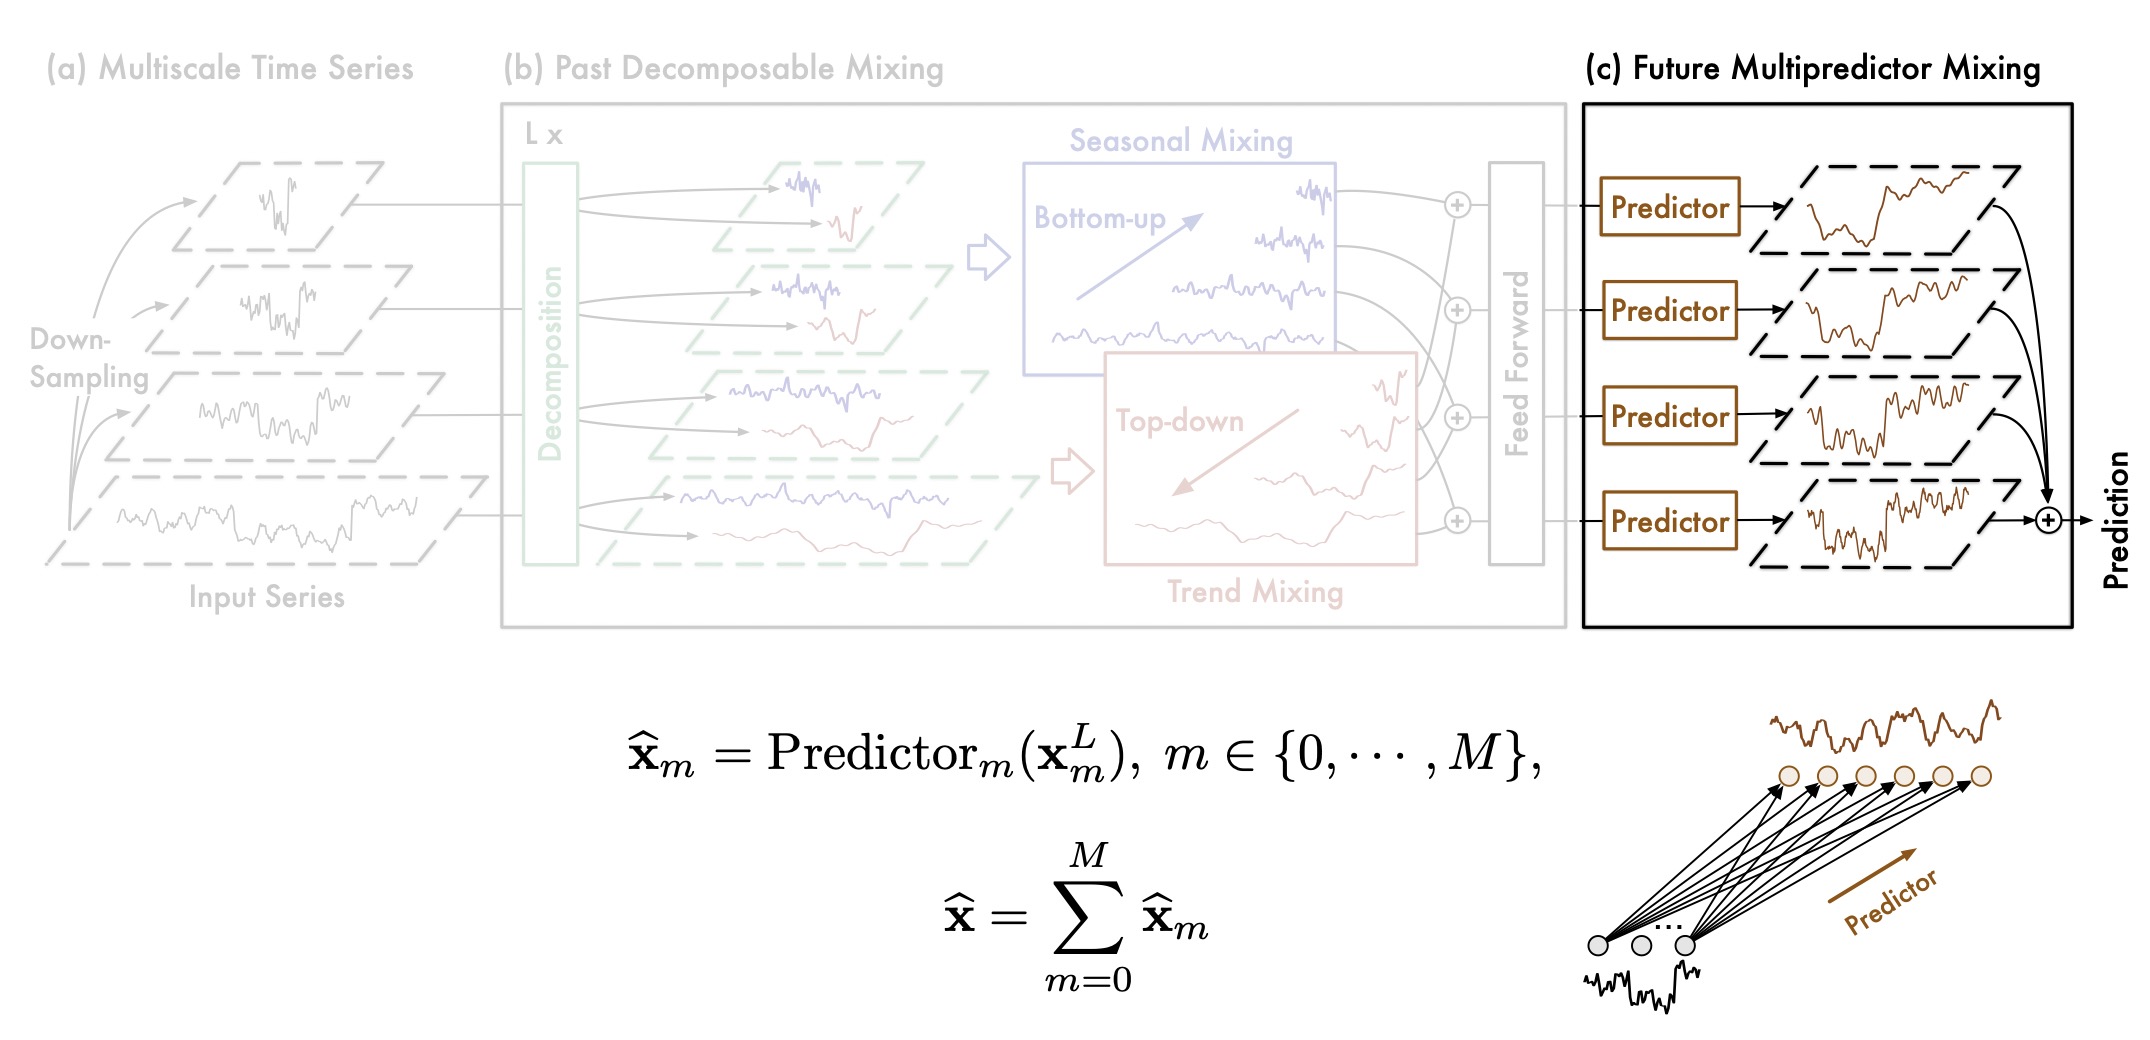 (a) Multiscale Time Series
(b) Past Decomposable Mixing
(c) Future Multipredictor Mixing
Down-
Sampling
Input Series
L x
Decomposition
Seasonal Mixing
Bottom-up
Top-down
Trend Mixing
Feed Forward
Predictor
Predictor
Predictor
Predictor
Prediction
$\widehat{\mathbf{x}}_m = \text{Predictor}_m(\mathbf{x}_m^L),\ m \in \{0, \cdots, M\},$
$\widehat{\mathbf{x}} = \sum_{m=0}^{M} \widehat{\mathbf{x}}_m$
...
Predictor